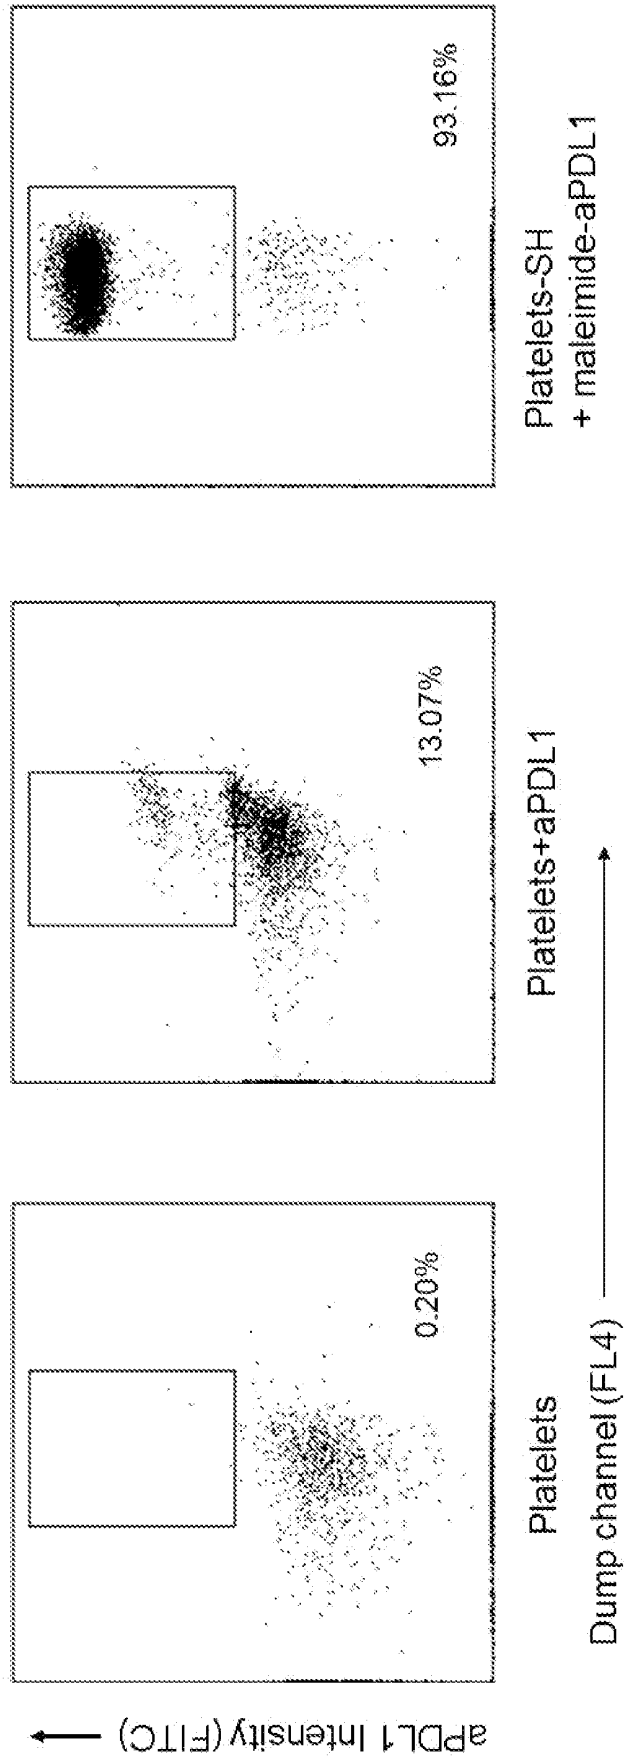 aPDL1 Intensity (FITC)
0.20%
13.07%
93.16%
Platelets
Platelets+aPDL1
Platelets-SH
+ maleimide-aPDL1
Dump channel (FL4)